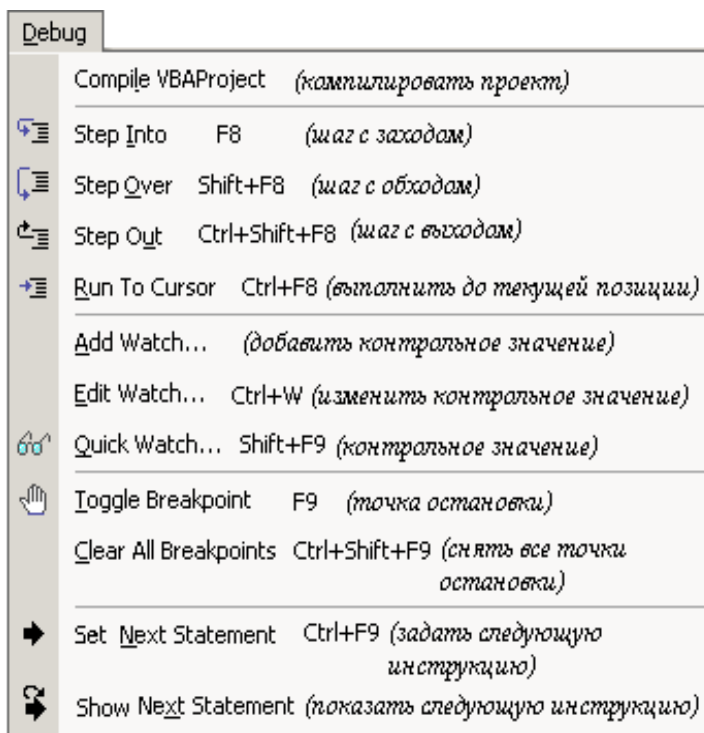 Debug
Compile VBAProject (компилировать проект)
Step Into F8 (шаг с заходом)
Step Over Shift+F8 (шаг с обходом)
Step Out Ctrl+Shift+F8 (шаг с выходом)
Run To Cursor Ctrl+F8 (выполнить до текущей позиции)
Add Watch... (добавить контрольное значение)
Edit Watch... Ctrl+W (изменить контрольное значение)
Quick Watch... Shift+F9 (контрольное значение)
Toggle Breakpoint F9 (точка остановки)
Clear All Breakpoints Ctrl+Shift+F9 (снять все точки
остановки)
Set Next Statement Ctrl+F9 (задать следующую
инструкцию)
Show Next Statement (показать следующую инструкцию)